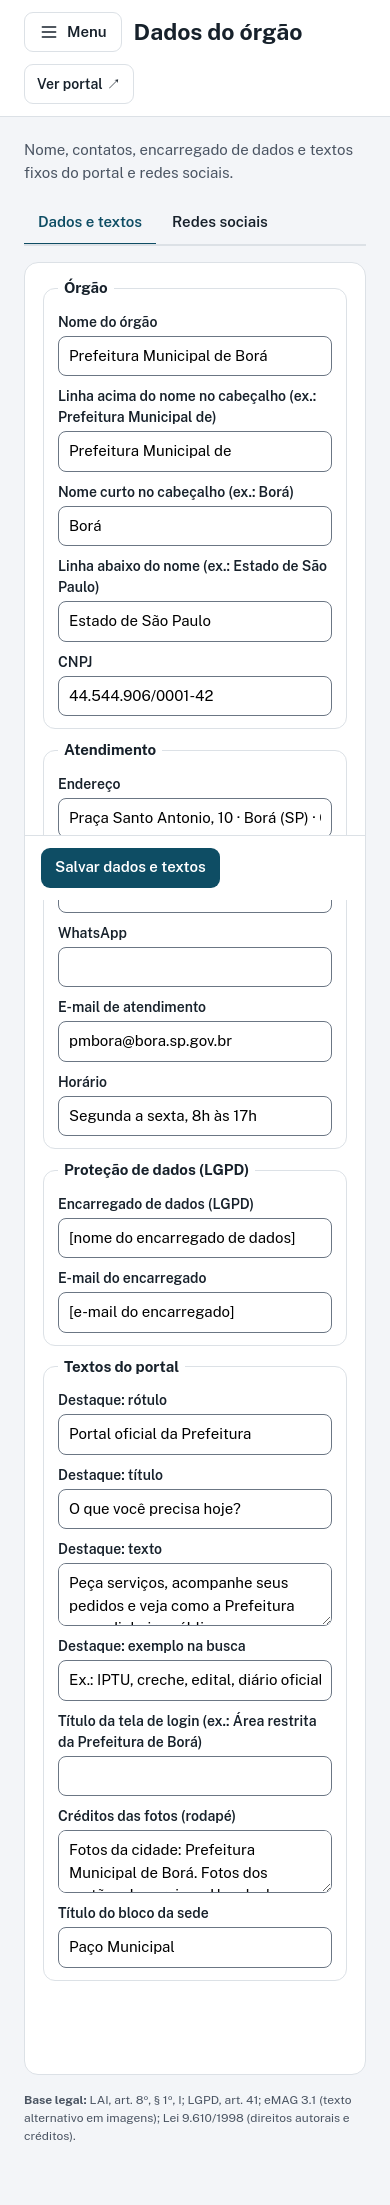 Menu
Dados do órgão
Ver portal ↗
Nome, contatos, encarregado de dados e textos
fixos do portal e redes sociais.
Dados e textos
Redes sociais
Órgão
Nome do órgão
Prefeitura Municipal de Borá
Linha acima do nome no cabeçalho (ex.:
Prefeitura Municipal de)
Prefeitura Municipal de
Nome curto no cabeçalho (ex.: Borá)
Borá
Linha abaixo do nome (ex.: Estado de São
Paulo)
Estado de São Paulo
CNPJ
44.544.906/0001-42
Atendimento
Endereço
Praça Santo Antonio, 10 · Borá (SP) ·
Salvar dados e textos
WhatsApp
E-mail de atendimento
pmbora@bora.sp.gov.br
Horário
Segunda a sexta, 8h às 17h
Proteção de dados (LGPD)
Encarregado de dados (LGPD)
[nome do encarregado de dados]
E-mail do encarregado
[e-mail do encarregado]
Textos do portal
Destaque: rótulo
Portal oficial da Prefeitura
Destaque: título
O que você precisa hoje?
Destaque: texto
Peça serviços, acompanhe seus
pedidos e veja como a Prefeitura
Destaque: exemplo na busca
Ex.: IPTU, creche, edital, diário oficial
Título da tela de login (ex.: Área restrita
da Prefeitura de Borá)
Créditos das fotos (rodapé)
Fotos da cidade: Prefeitura
Municipal de Borá. Fotos dos
Título do bloco da sede
Paço Municipal
Base legal: LAI, art. 8º, § 1º, I; LGPD, art. 41; eMAG 3.1 (texto
alternativo em imagens); Lei 9.610/1998 (direitos autorais e
créditos).